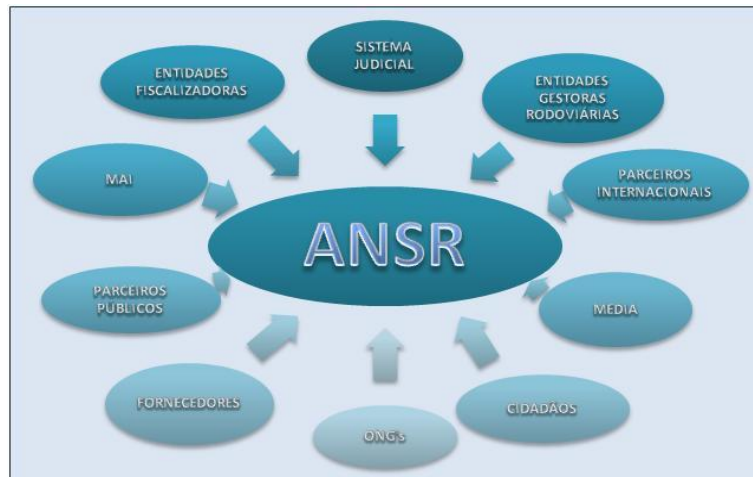 SISTEMA
JUDICIAL
ENTIDADES
FISCALIZADORAS
ENTIDADES
GESTORAS
RODOVIÁRIAS
MAI
PARCEIROS
INTERNACIONAIS
ANSR
PARCEIROS
PÚBLICOS
MEDIA
FORNECEDORES
CIDADÃOS
ONG's